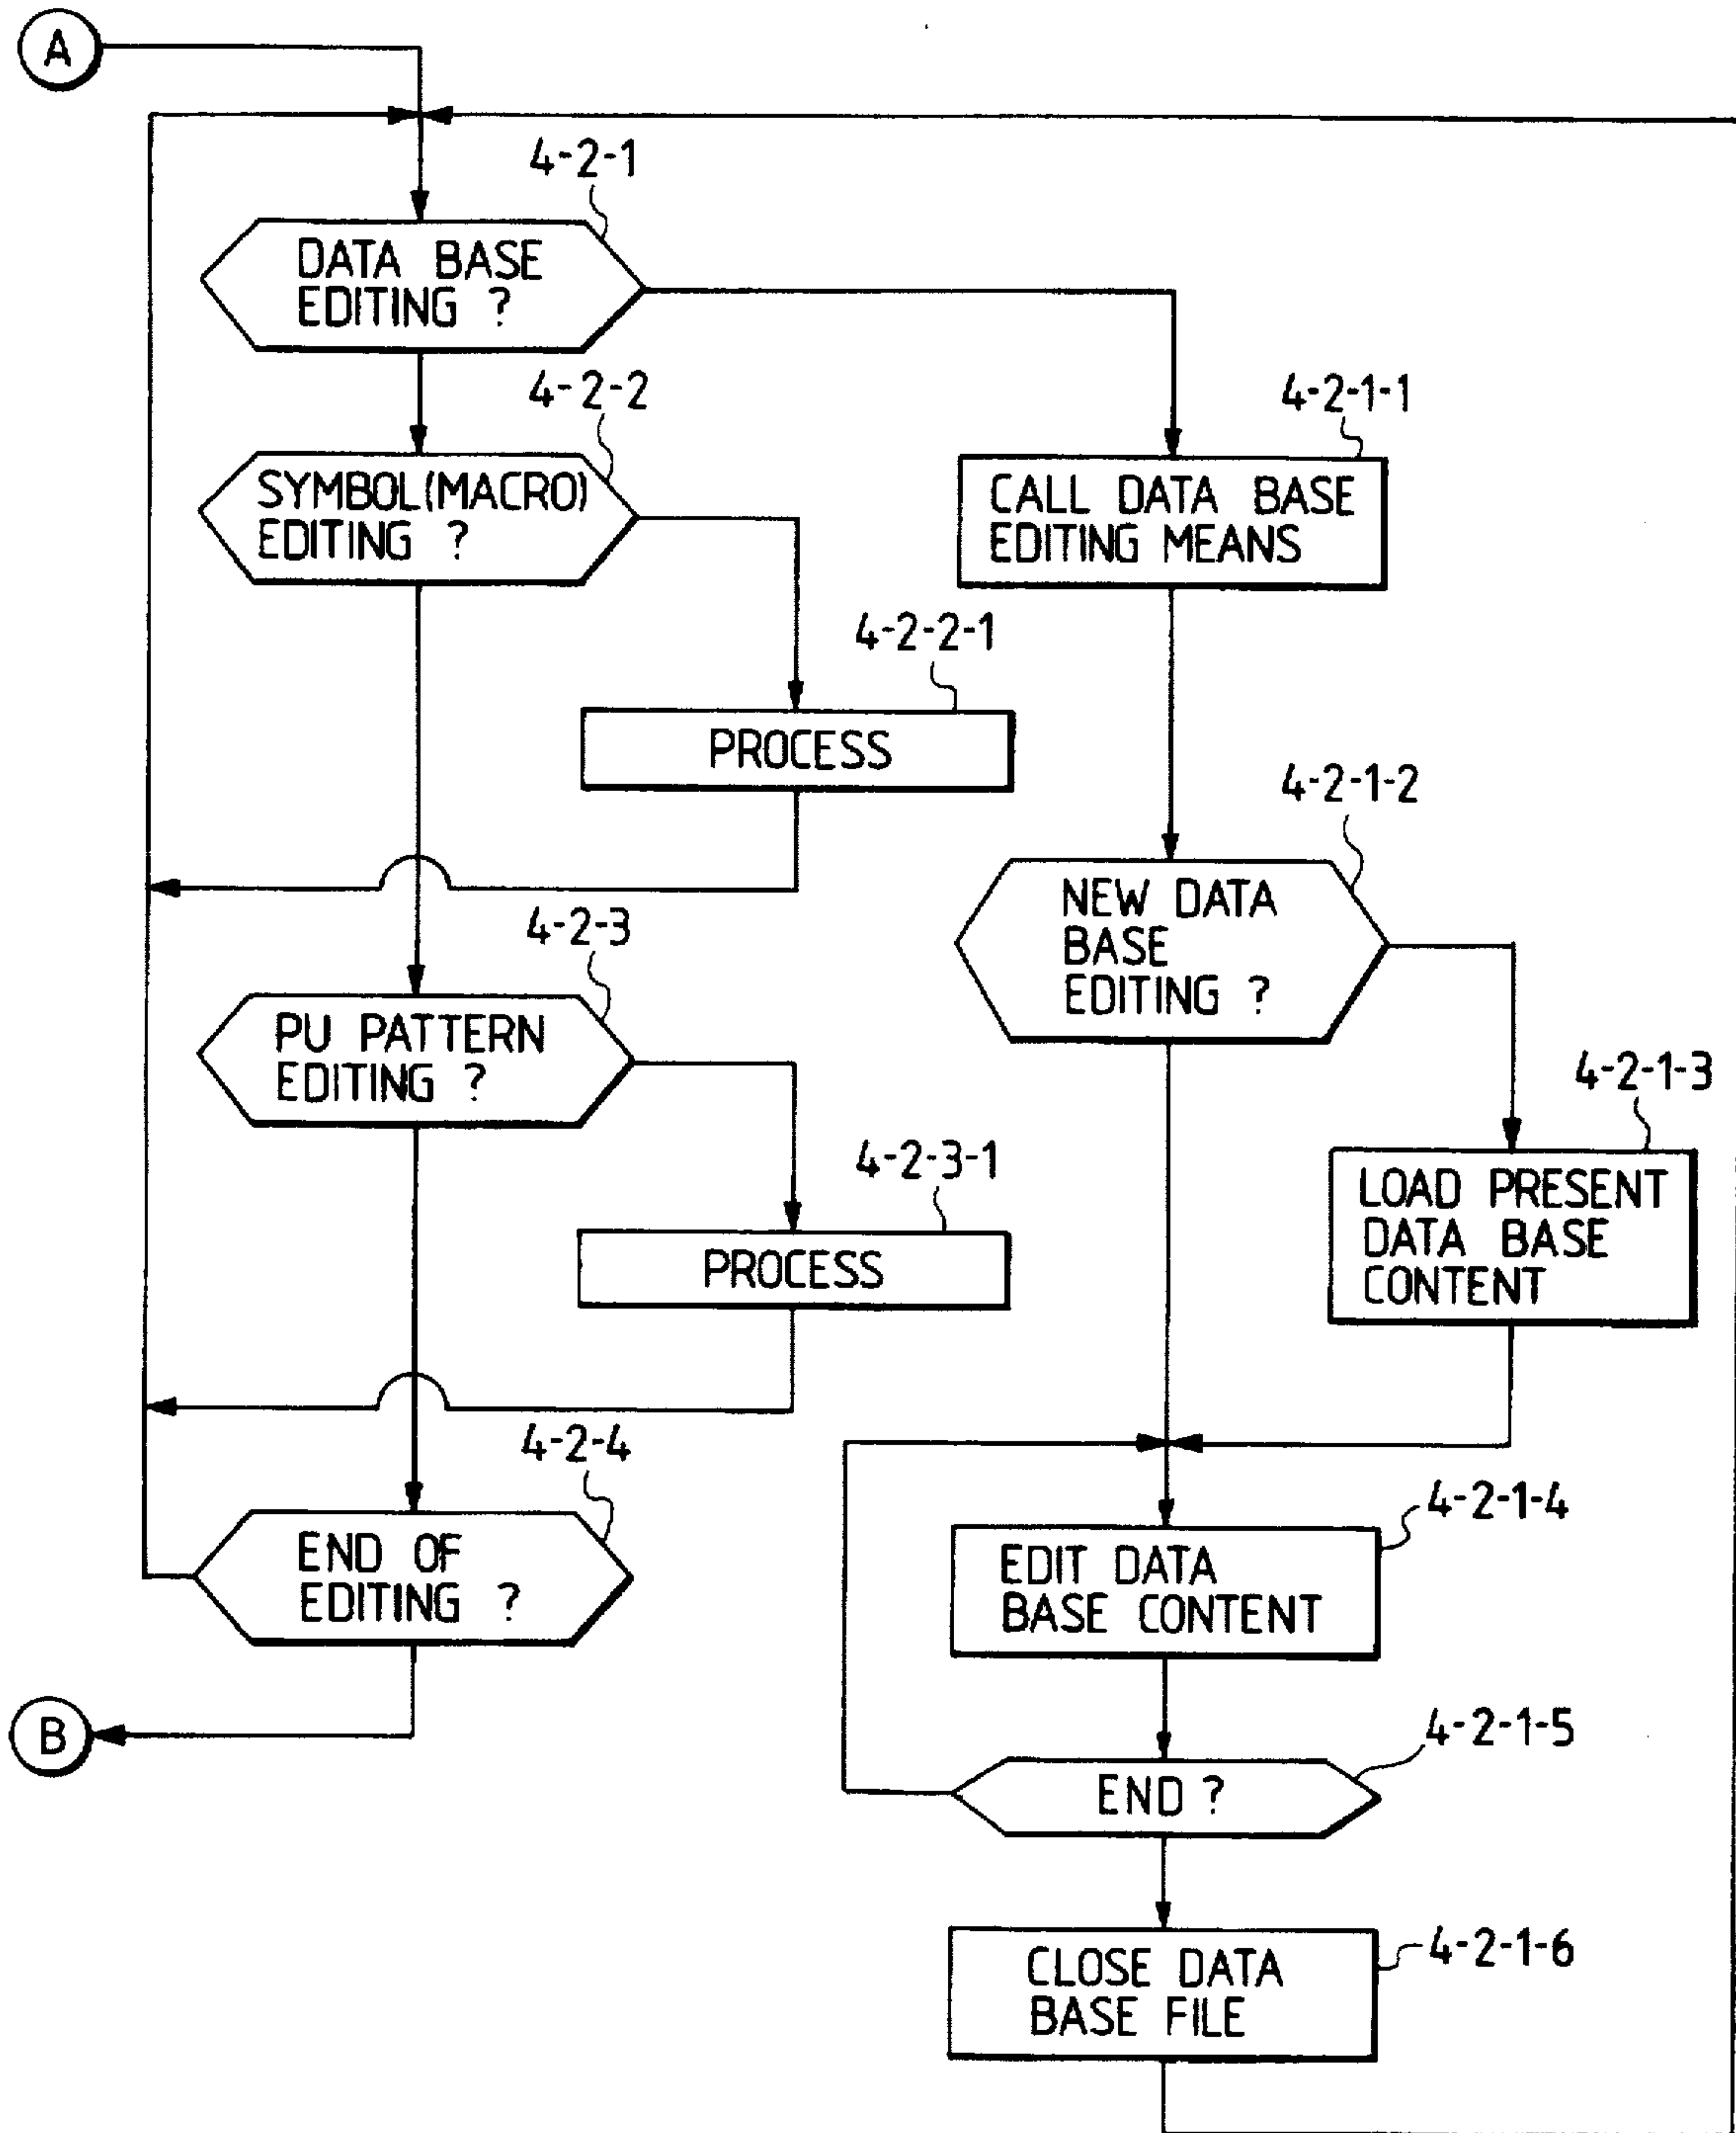 A
4-2-1
DATA BASE
EDITING ?
4-2-2
SYMBOL(MACRO)
EDITING ?
4-2-1-1
CALL DATA BASE
EDITING MEANS
4-2-2-1
PROCESS
4-2-1-2
NEW DATA
BASE
EDITING ?
4-2-3
PU PATTERN
EDITING ?
4-2-1-3
LOAD PRESENT
DATA BASE
CONTENT
4-2-3-1
PROCESS
4-2-4
END OF
EDITING ?
4-2-1-4
EDIT DATA
BASE CONTENT
B
4-2-1-5
END ?
4-2-1-6
CLOSE DATA
BASE FILE